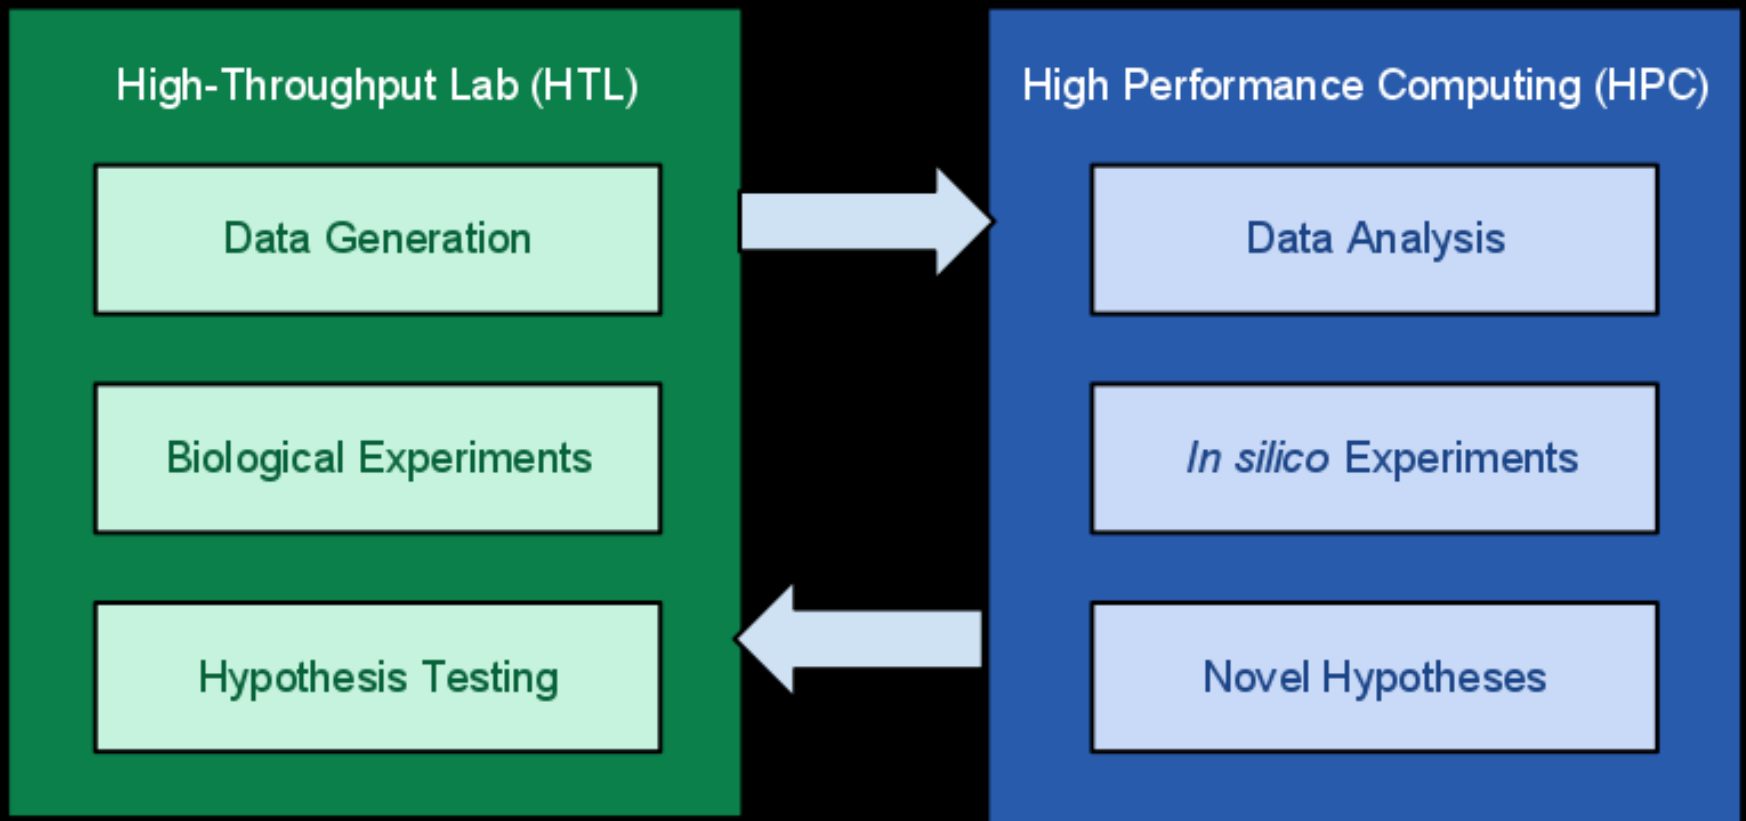 High-Throughput Lab (HTL)
Data Generation
Biological Experiments
Hypothesis Testing
High Performance Computing (HPC)
Data Analysis
In silico Experiments
Novel Hypotheses